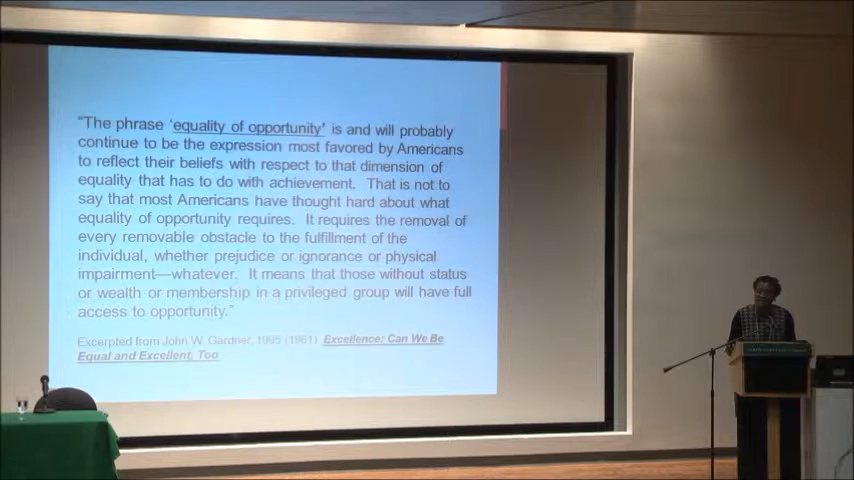 "The phrase 'equality of opportunity' is and will probably
continue to be the expression most favored by Americans
to reflect their beliefs with respect to that dimension of
equality that has to do with achievement.  That is not to
say that most Americans have thought hard about what
equality of opportunity requires.  It requires the removal of
every removable obstacle to the fulfillment of the
individual, whether prejudice or ignorance or physical
impairment—whatever.  It means that those without status
or wealth or membership in a privileged group will have full
access to opportunity."
Excerpted from John W. Gardner, 1995 (1961) Excellence: Can We Be
Equal and Excellent, Too